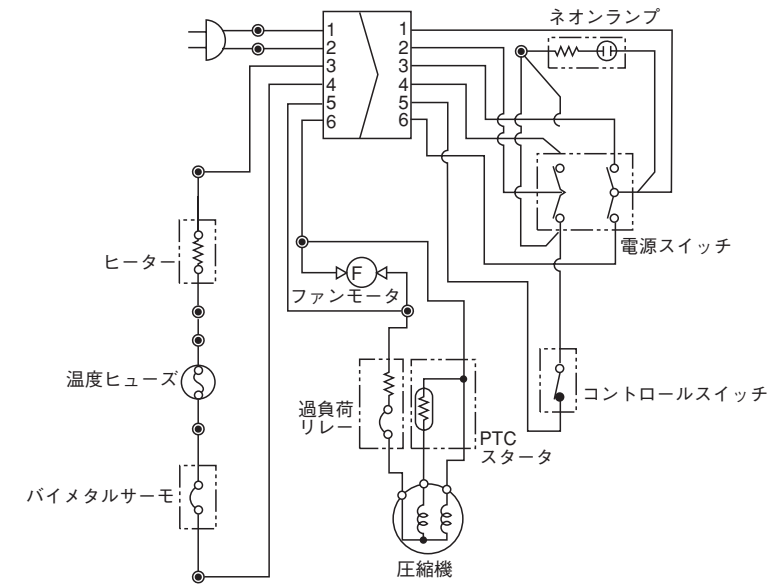 ネオンランプ
1
2
3
4
5
6
1
2
3
4
5
6
電源スイッチ
ヒーター
F
ファンモータ
温度ヒューズ
過負荷
リレー
PTC
スタータ
コントロールスイッチ
バイメタルサーモ
圧縮機